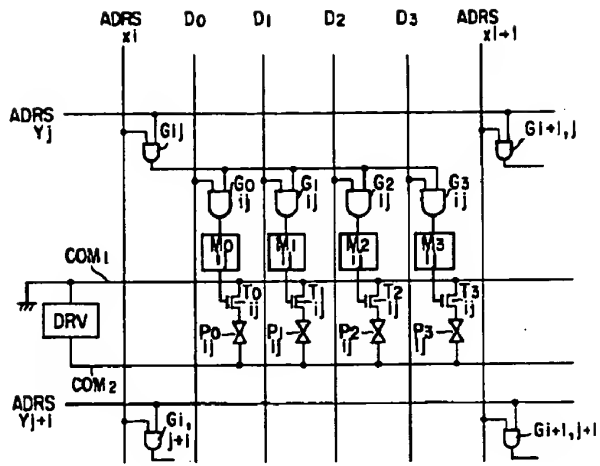 ADRS D0 D1 D2 D3 ADRS
xi xi+1
ADRS
Yj
Gij Gi+1,j
G0 G1 G2 G3
ij ij ij ij
M0 M1 M2 M3
ij ij ij ij
COM1
T0 Tj T2 T3
ij ij ij ij
DRV
P0 P1 P2 P3
ij ij ij ij
COM2
ADRS
Yj+i
Gi,
j+1 Gi+1,j+1